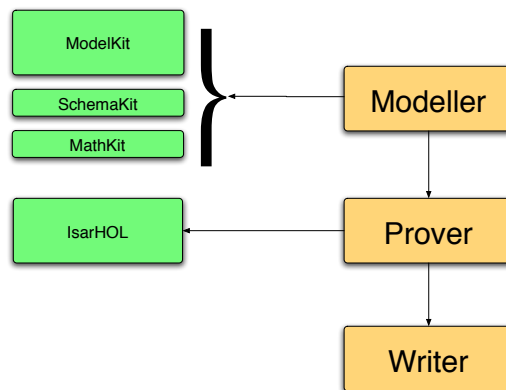 ModelKit
SchemaKit
MathKit
Modeller
IsarHOL
Prover
Writer